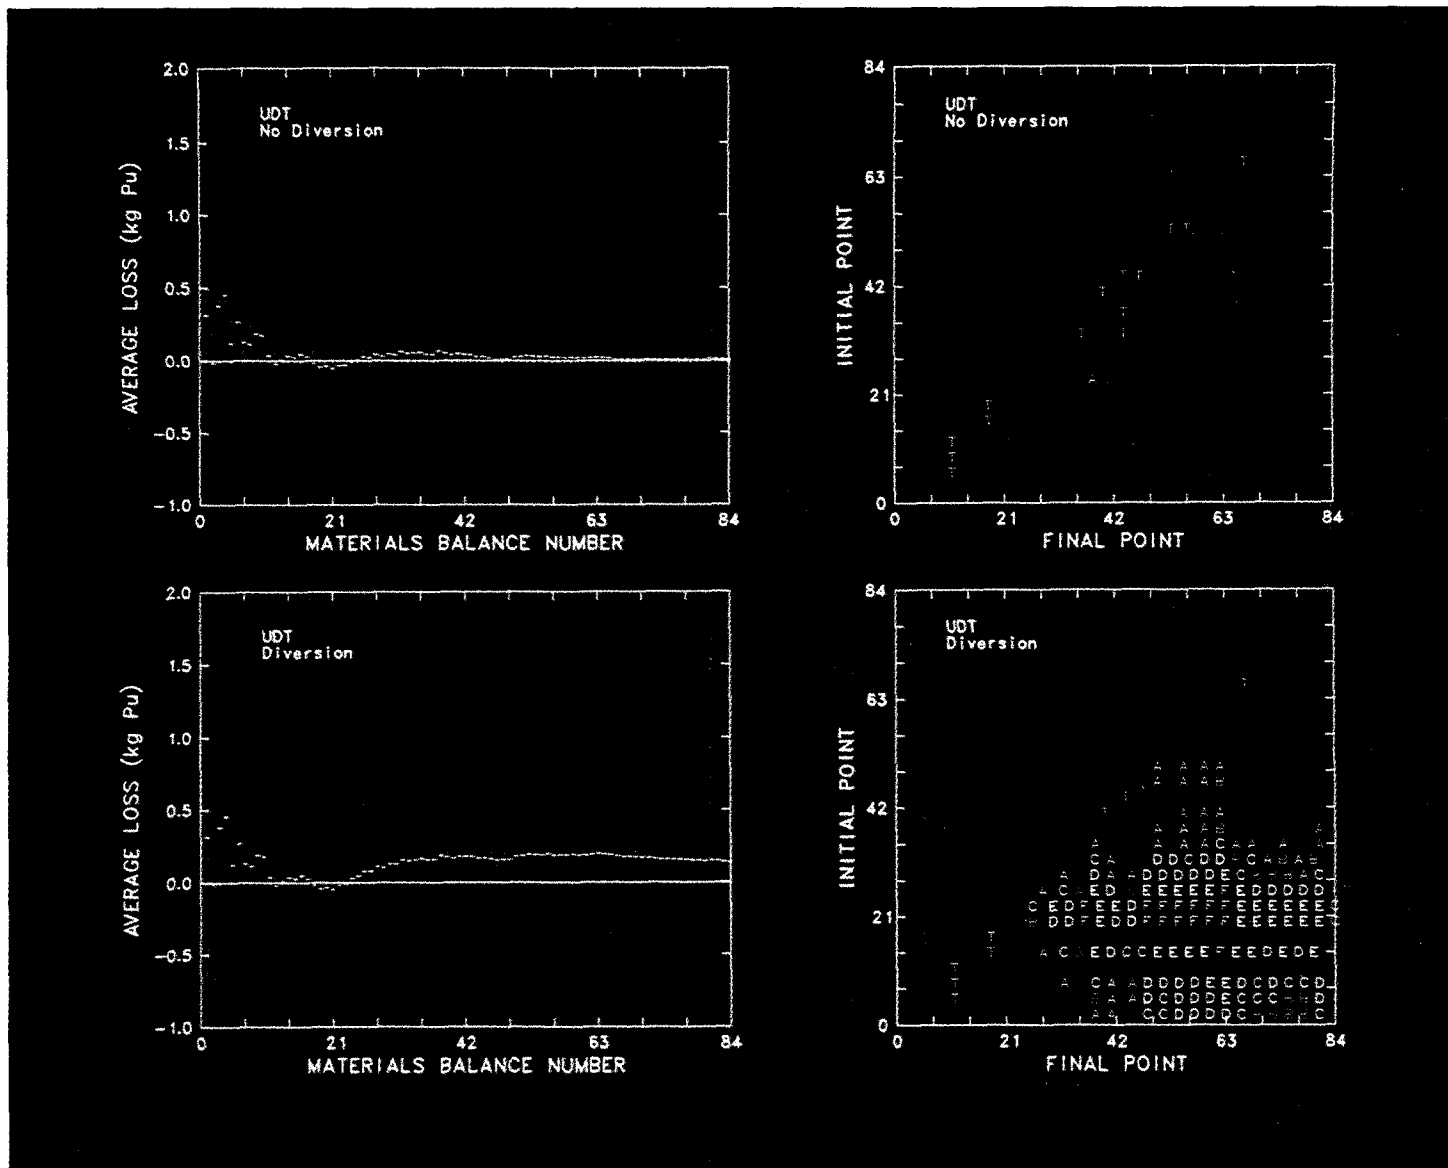 2.0
1.5
1.0
0.5
0.0
-0.5
-1.0
AVERAGE LOSS (kg Pu)
UDT
No Diversion
0 21 42 63 84
MATERIALS BALANCE NUMBER
84
63
42
21
0
INITIAL POINT
UDT
No Diversion
T
T T
T T
T
T
T T
A
T
T
T
T
T
0 21 42 63 84
FINAL POINT
2.0
1.5
1.0
0.5
0.0
-0.5
-1.0
AVERAGE LOSS (kg Pu)
UDT
Diversion
0 21 42 63 84
MATERIALS BALANCE NUMBER
84
63
42
21
0
INITIAL POINT
UDT
Diversion
T
A A A A
A A A
A A A
A A A
A A A A C A A A
C A D D C D D C A B A
A C A D D D D D E C A C
A C E D E E E E E F E D D D D D
C E D F E E D F F F F F F E E E E E
D D F E D D F F F F F F E E E E E E
T
T A C E D C C E E E E F E E D E D E
T
T A C A A D D D D E E D C D C C D
T A A D C D D D E C C C D
A A C C D D D D C C
0 21 42 63 84
FINAL POINT